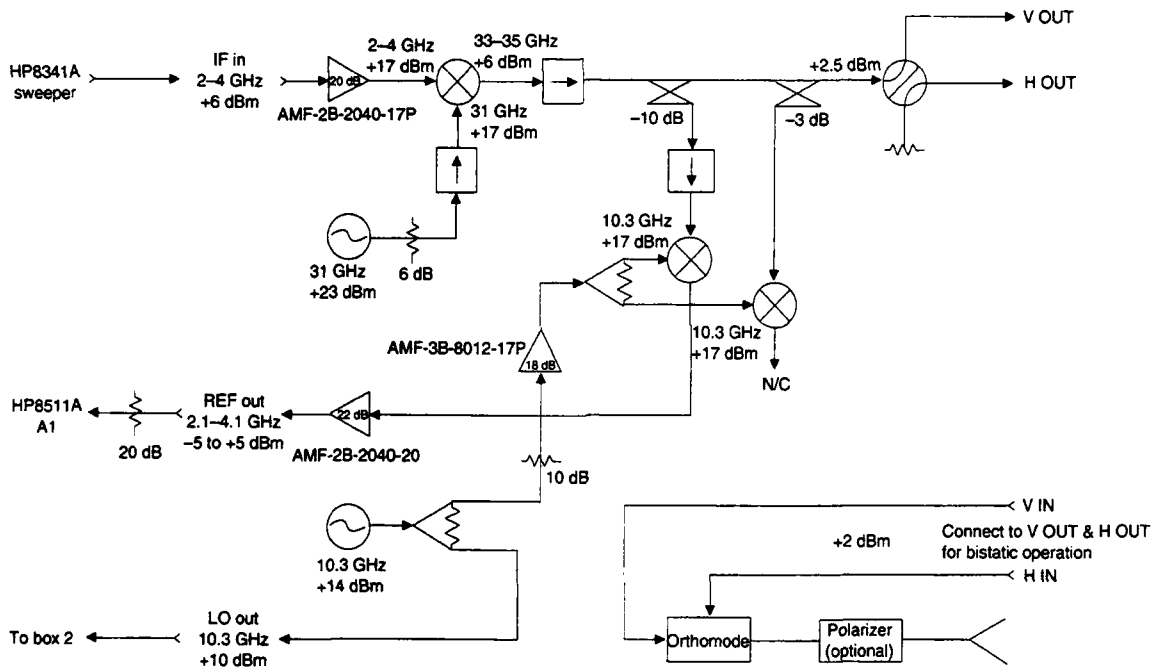 V OUT
HP8341A
sweeper
IF in
2–4 GHz
+6 dBm
20 dB
AMF-2B-2040-17P
2–4 GHz
+17 dBm
33–35 GHz
+6 dBm
31 GHz
+17 dBm
–10 dB
+2.5 dBm
–3 dB
H OUT
31 GHz
+23 dBm
6 dB
10.3 GHz
+17 dBm
10.3 GHz
+17 dBm
N/C
AMF-3B-8012-17P
18 dB
HP8511A
A1
20 dB
REF out
2.1–4.1 GHz
–5 to +5 dBm
22 dB
AMF-2B-2040-20
10 dB
10.3 GHz
+14 dBm
V IN
+2 dBm
Connect to V OUT & H OUT
for bistatic operation
H IN
To box 2
LO out
10.3 GHz
+10 dBm
Orthomode
Polarizer
(optional)